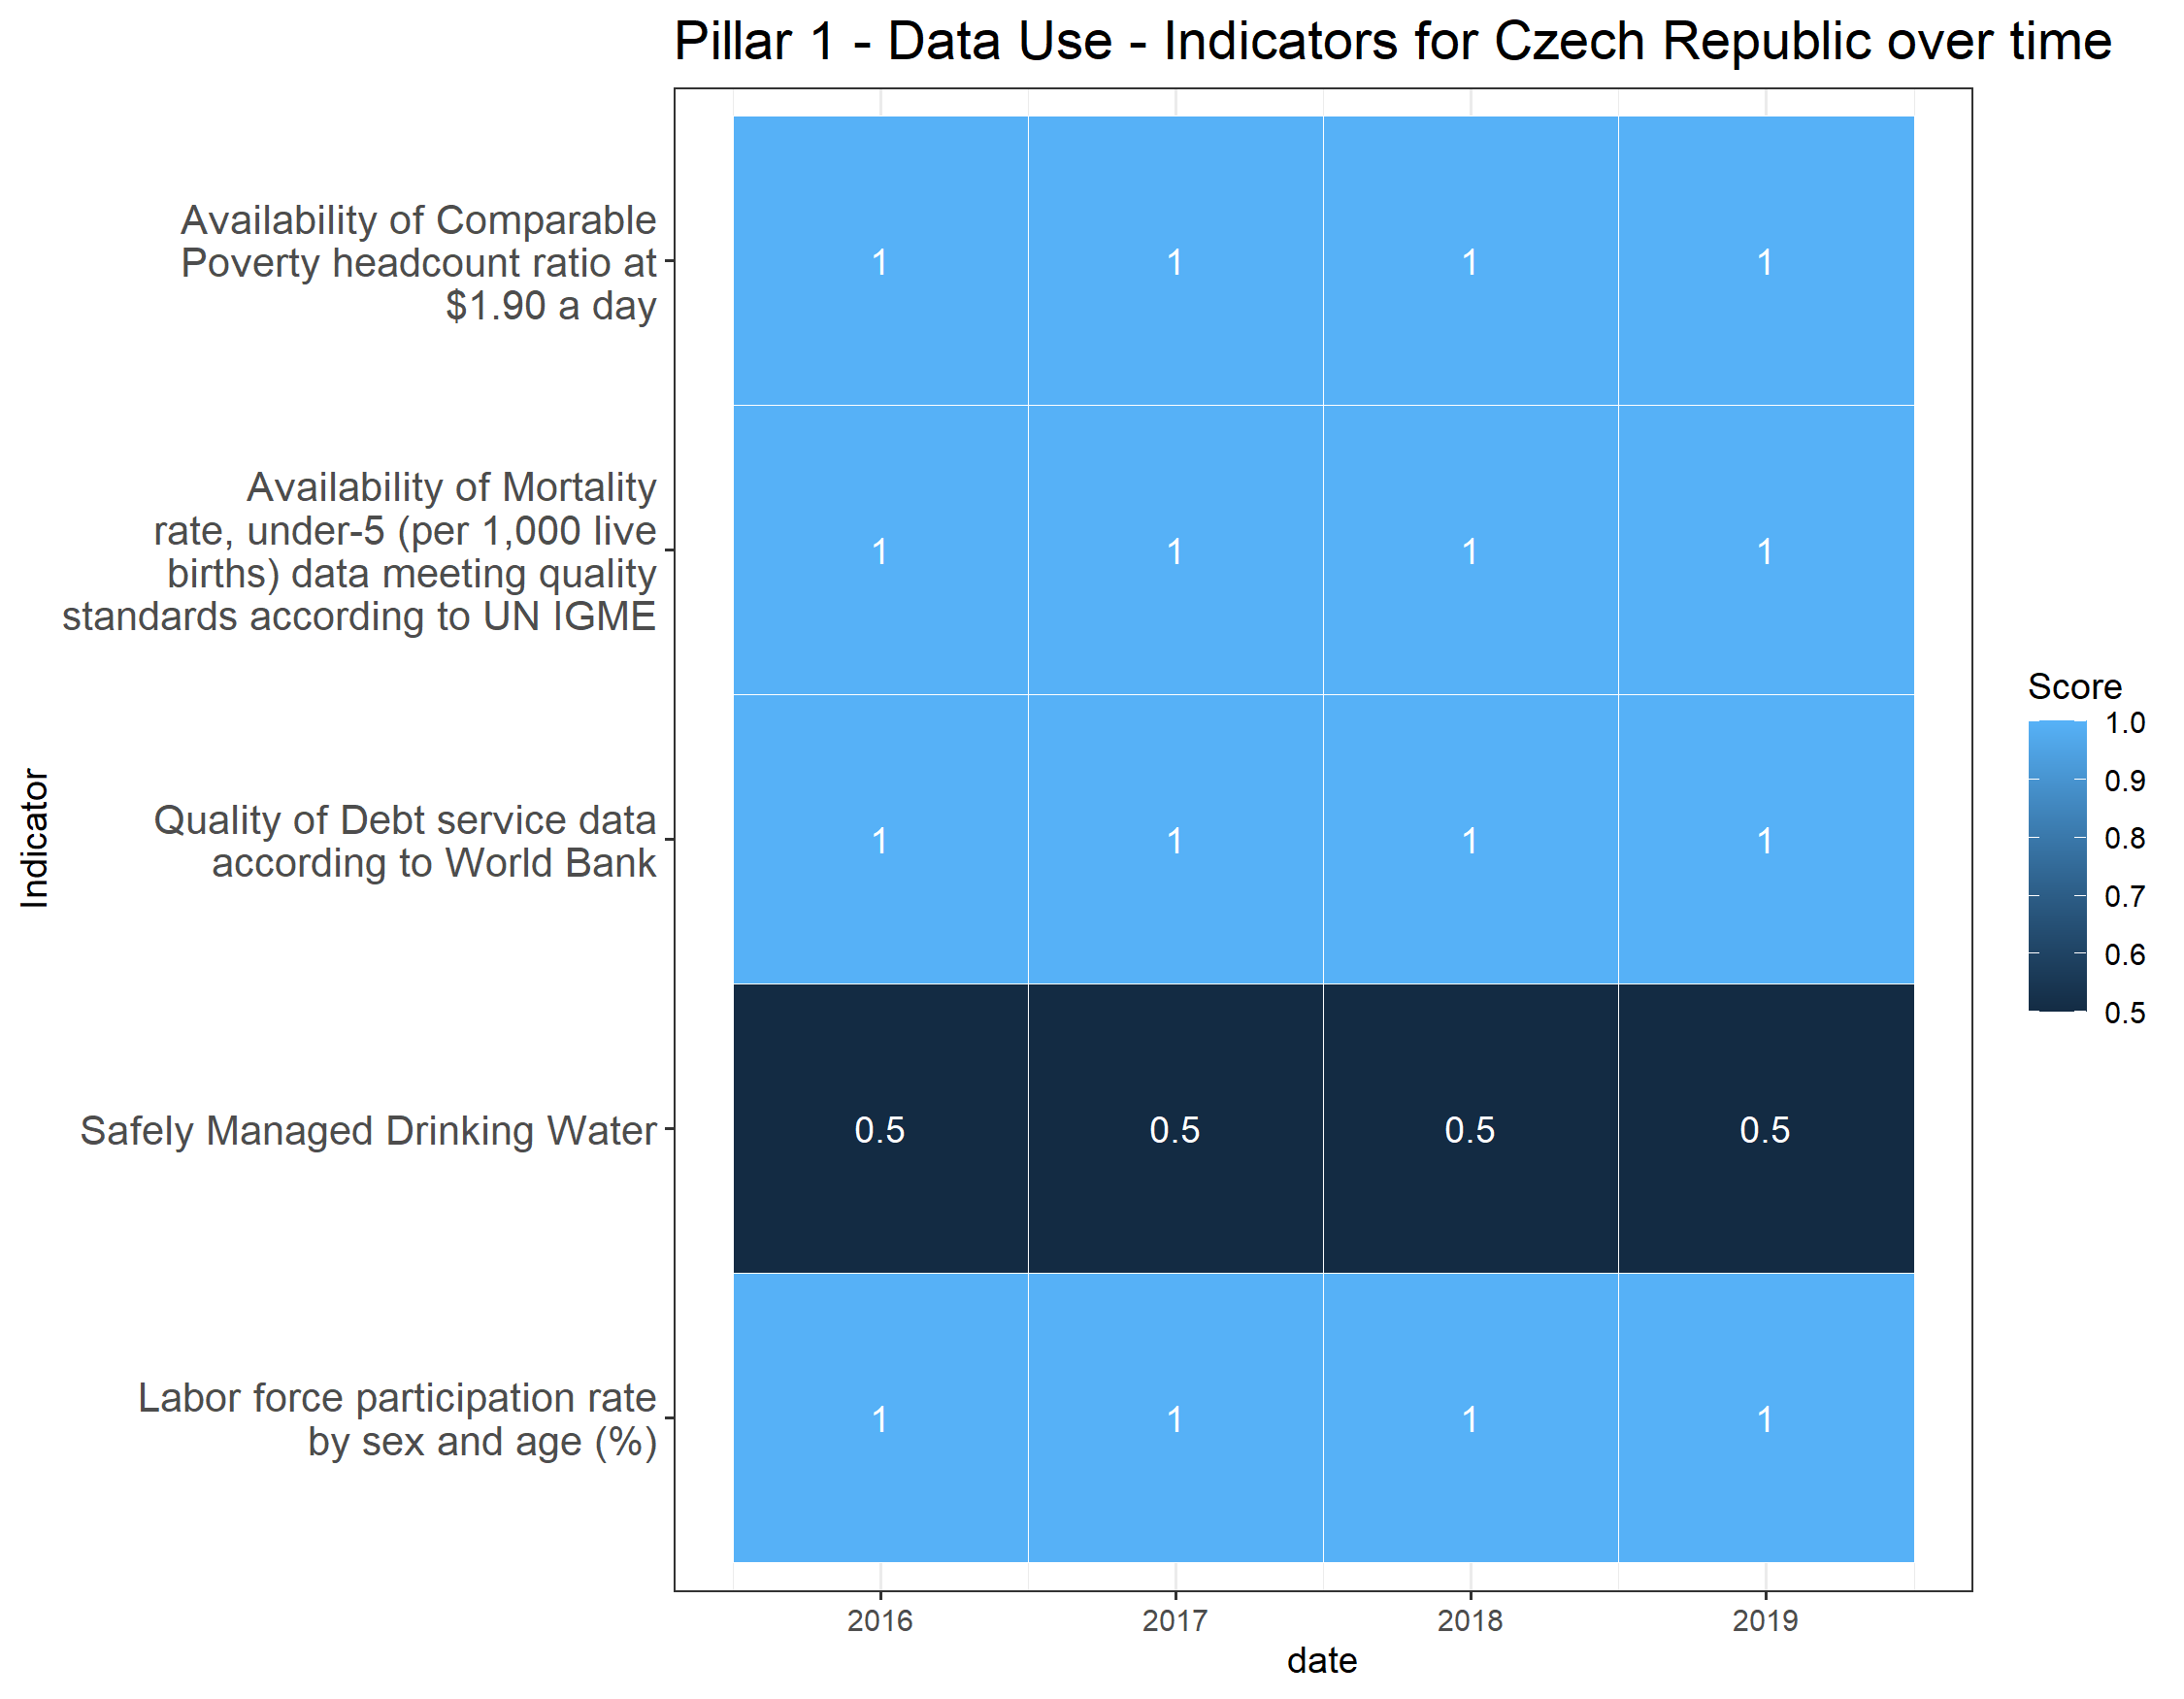 Pillar 1 - Data Use - Indicators for Czech Republic over time
Indicator
Availability of Comparable
Poverty headcount ratio at
$1.90 a day
1 1 1 1
Availability of Mortality
rate, under-5 (per 1,000 live
births) data meeting quality
standards according to UN IGME
1 1 1 1
Quality of Debt service data
according to World Bank
1 1 1 1
Safely Managed Drinking Water
0.5 0.5 0.5 0.5
Labor force participation rate
by sex and age (%)
1 1 1 1
2016 2017 2018 2019
date
Score
1.0
0.9
0.8
0.7
0.6
0.5